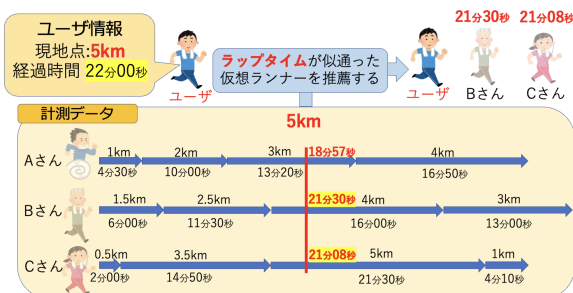 ユーザ情報
現地点:5km
経過時間 22分00秒
ユーザ
ラップタイムが似通った
仮想ランナーを推薦する
21分30秒 21分08秒
ユーザ Bさん Cさん
計測データ
5km
Aさん
1km 2km 3km 18分57秒 4km
4分30秒 10分00秒 13分20秒 16分50秒
Bさん
1.5km 2.5km 21分30秒 4km 3km
6分00秒 11分30秒 16分00秒 13分00秒
Cさん
0.5km 3.5km 21分08秒 5km 1km
2分00秒 14分50秒 21分30秒 4分10秒